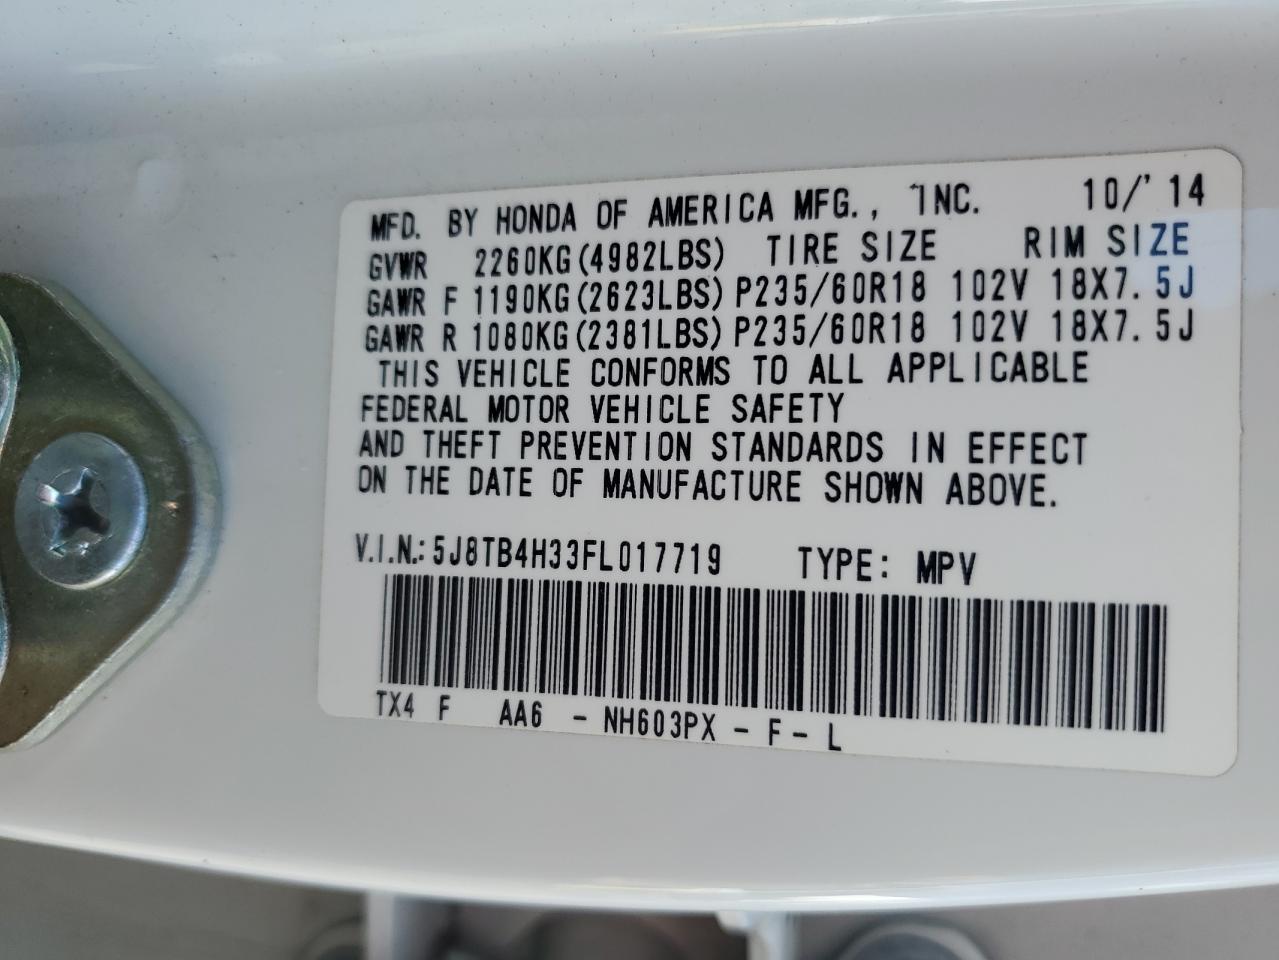 MFD. BY HONDA OF AMERICA MFG., INC. 10/'14
GVWR 2260KG(4982LBS) TIRE SIZE RIM SIZE
GAWR F 1190KG(2623LBS) P235/60R18 102V 18X7.5J
GAWR R 1080KG(2381LBS) P235/60R18 102V 18X7.5J
THIS VEHICLE CONFORMS TO ALL APPLICABLE
FEDERAL MOTOR VEHICLE SAFETY
AND THEFT PREVENTION STANDARDS IN EFFECT
ON THE DATE OF MANUFACTURE SHOWN ABOVE.
V.I.N.: 5J8TB4H33FL017719 TYPE: MPV
TX4 F AA6 - NH603PX - F - L